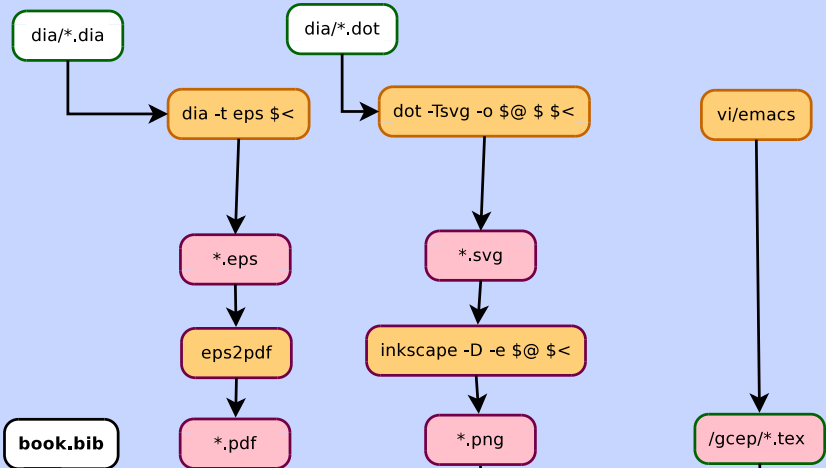 dia/*.dia
dia/*.dot
dia -t eps $<
dot -Tsvg -o $@ $ $<
vi/emacs
*.eps
*.svg
eps2pdf
inkscape -D -e $@ $<
book.bib
*.pdf
*.png
/gcep/*.tex